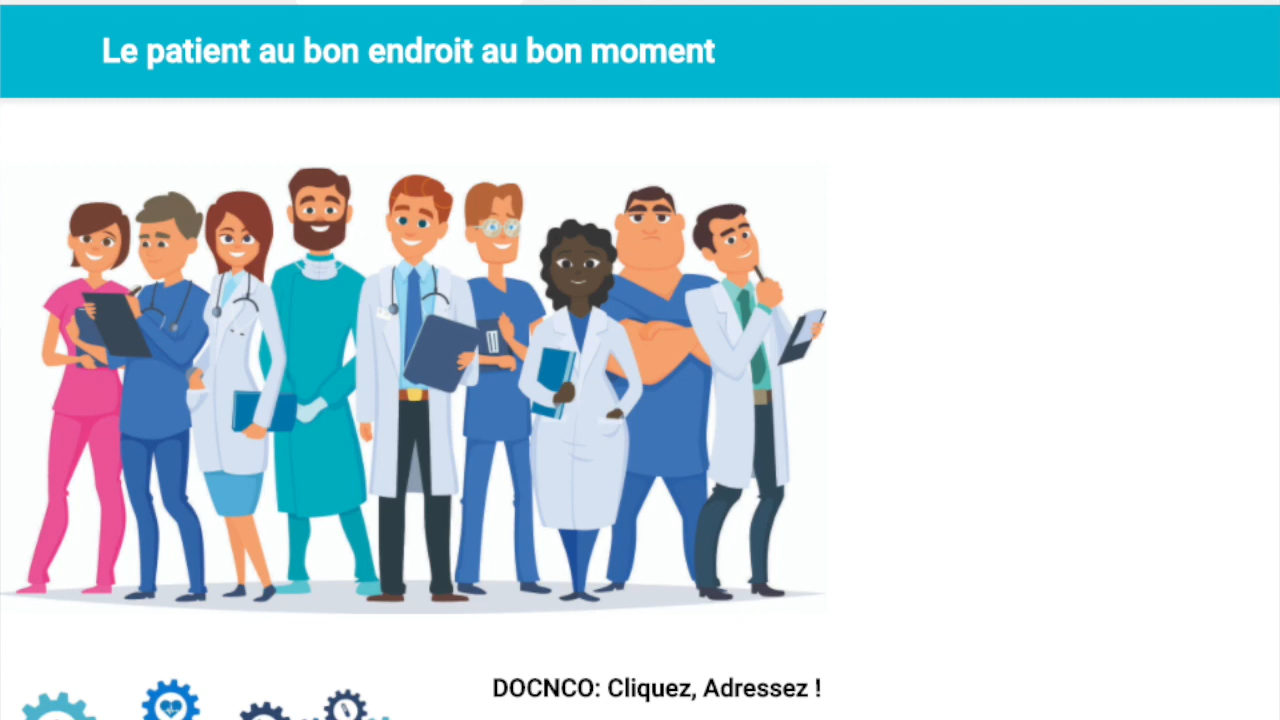 Le patient au bon endroit au bon moment
DOCNCO: Cliquez, Adressez !